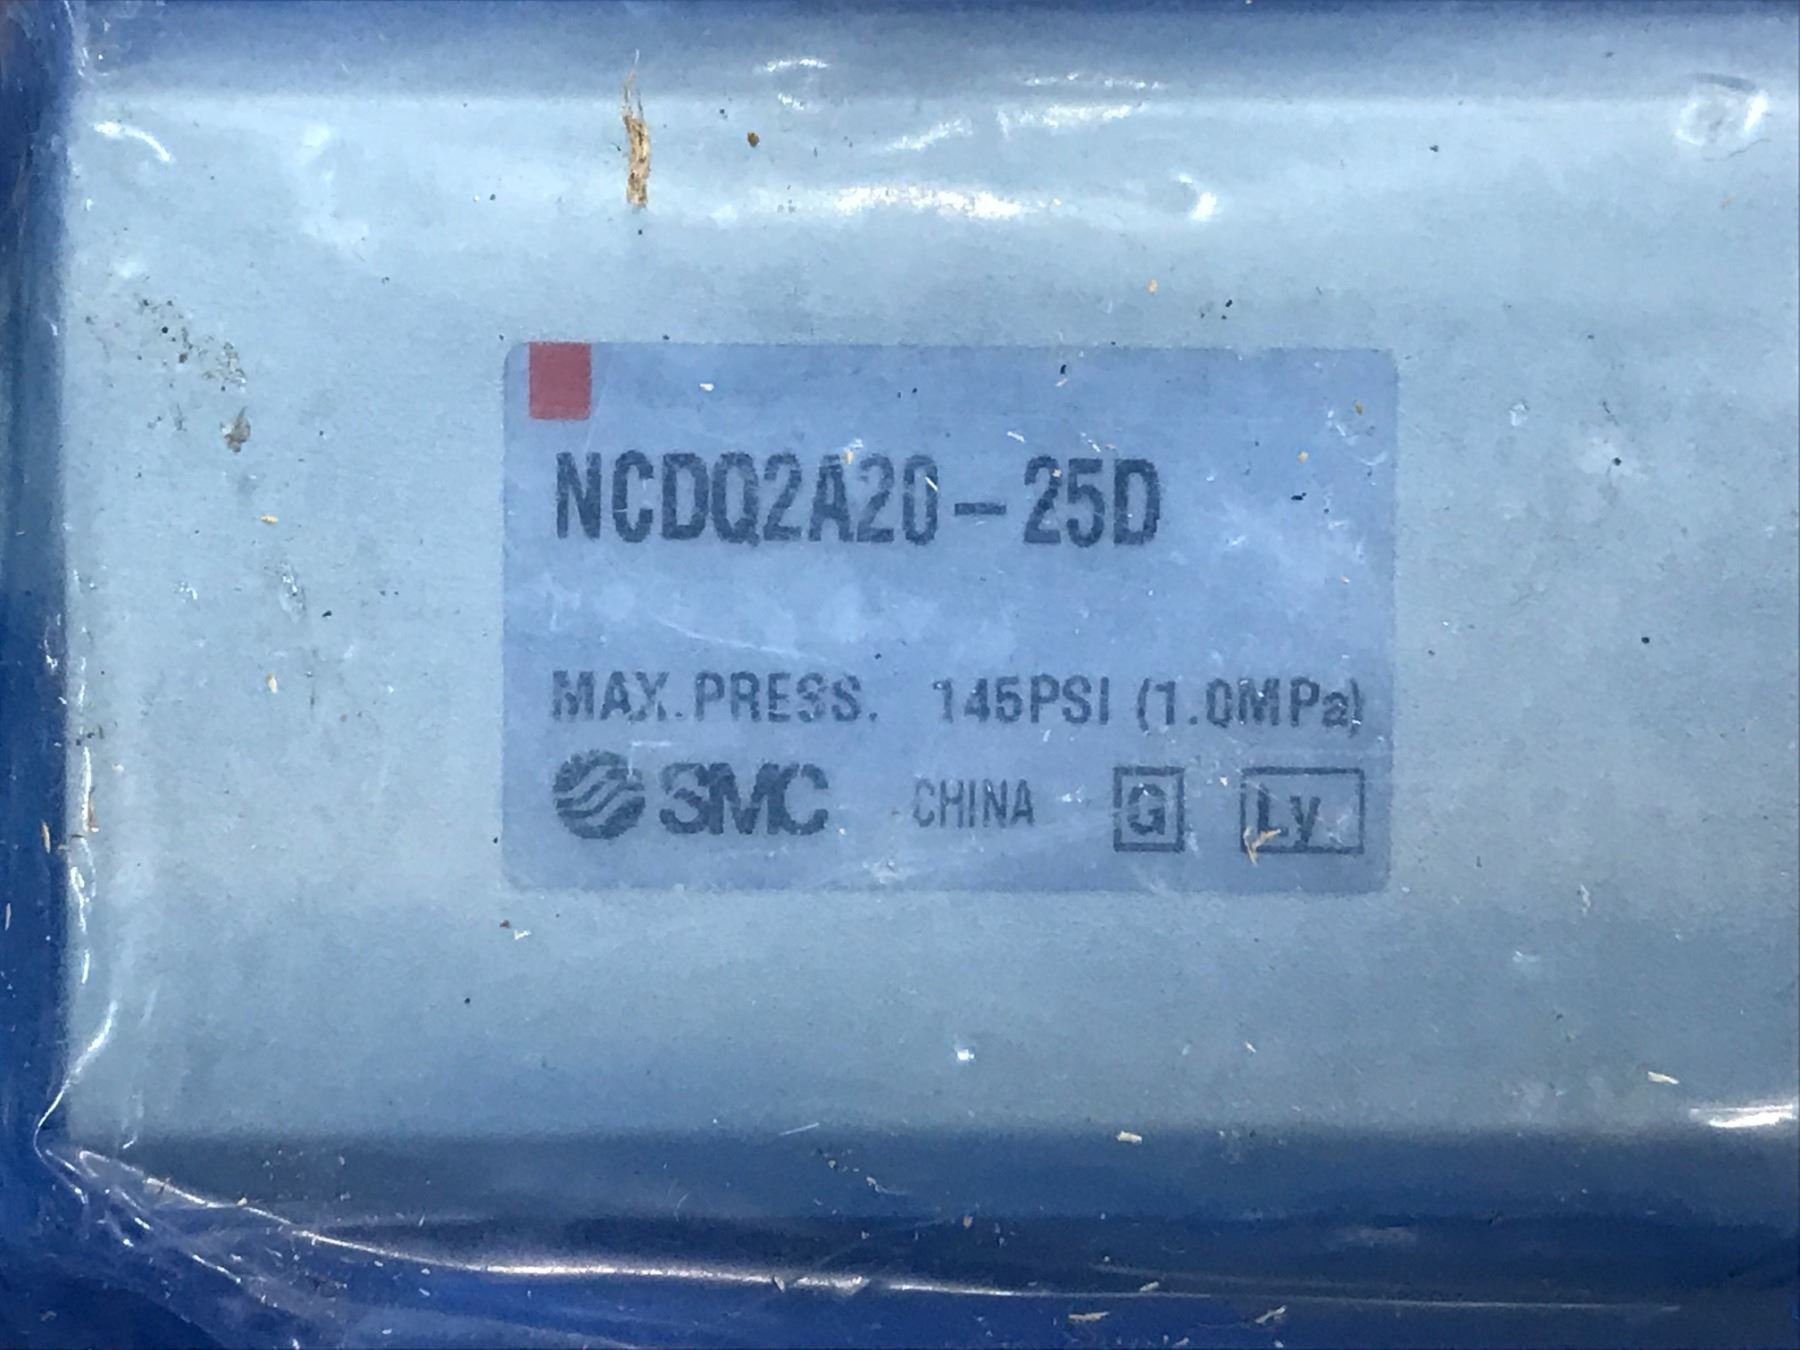 NCDQ2A20-25D
MAX. PRESS. 145PSI (1.0MPa)
SMC CHINA G Ly